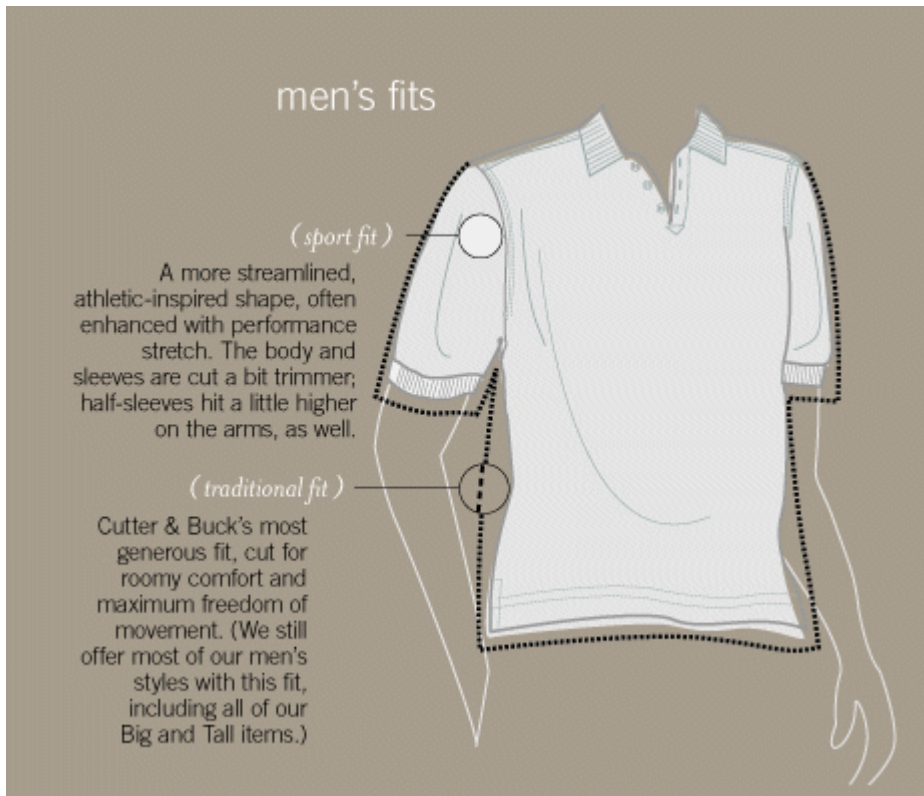 men's fits
( sport fit )
A more streamlined,
athletic-inspired shape, often
enhanced with performance
stretch. The body and
sleeves are cut a bit trimmer;
half-sleeves hit a little higher
on the arms, as well.
( traditional fit )
Cutter & Buck's most
generous fit, cut for
roomy comfort and
maximum freedom of
movement. (We still
offer most of our men's
styles with this fit,
including all of our
Big and Tall items.)